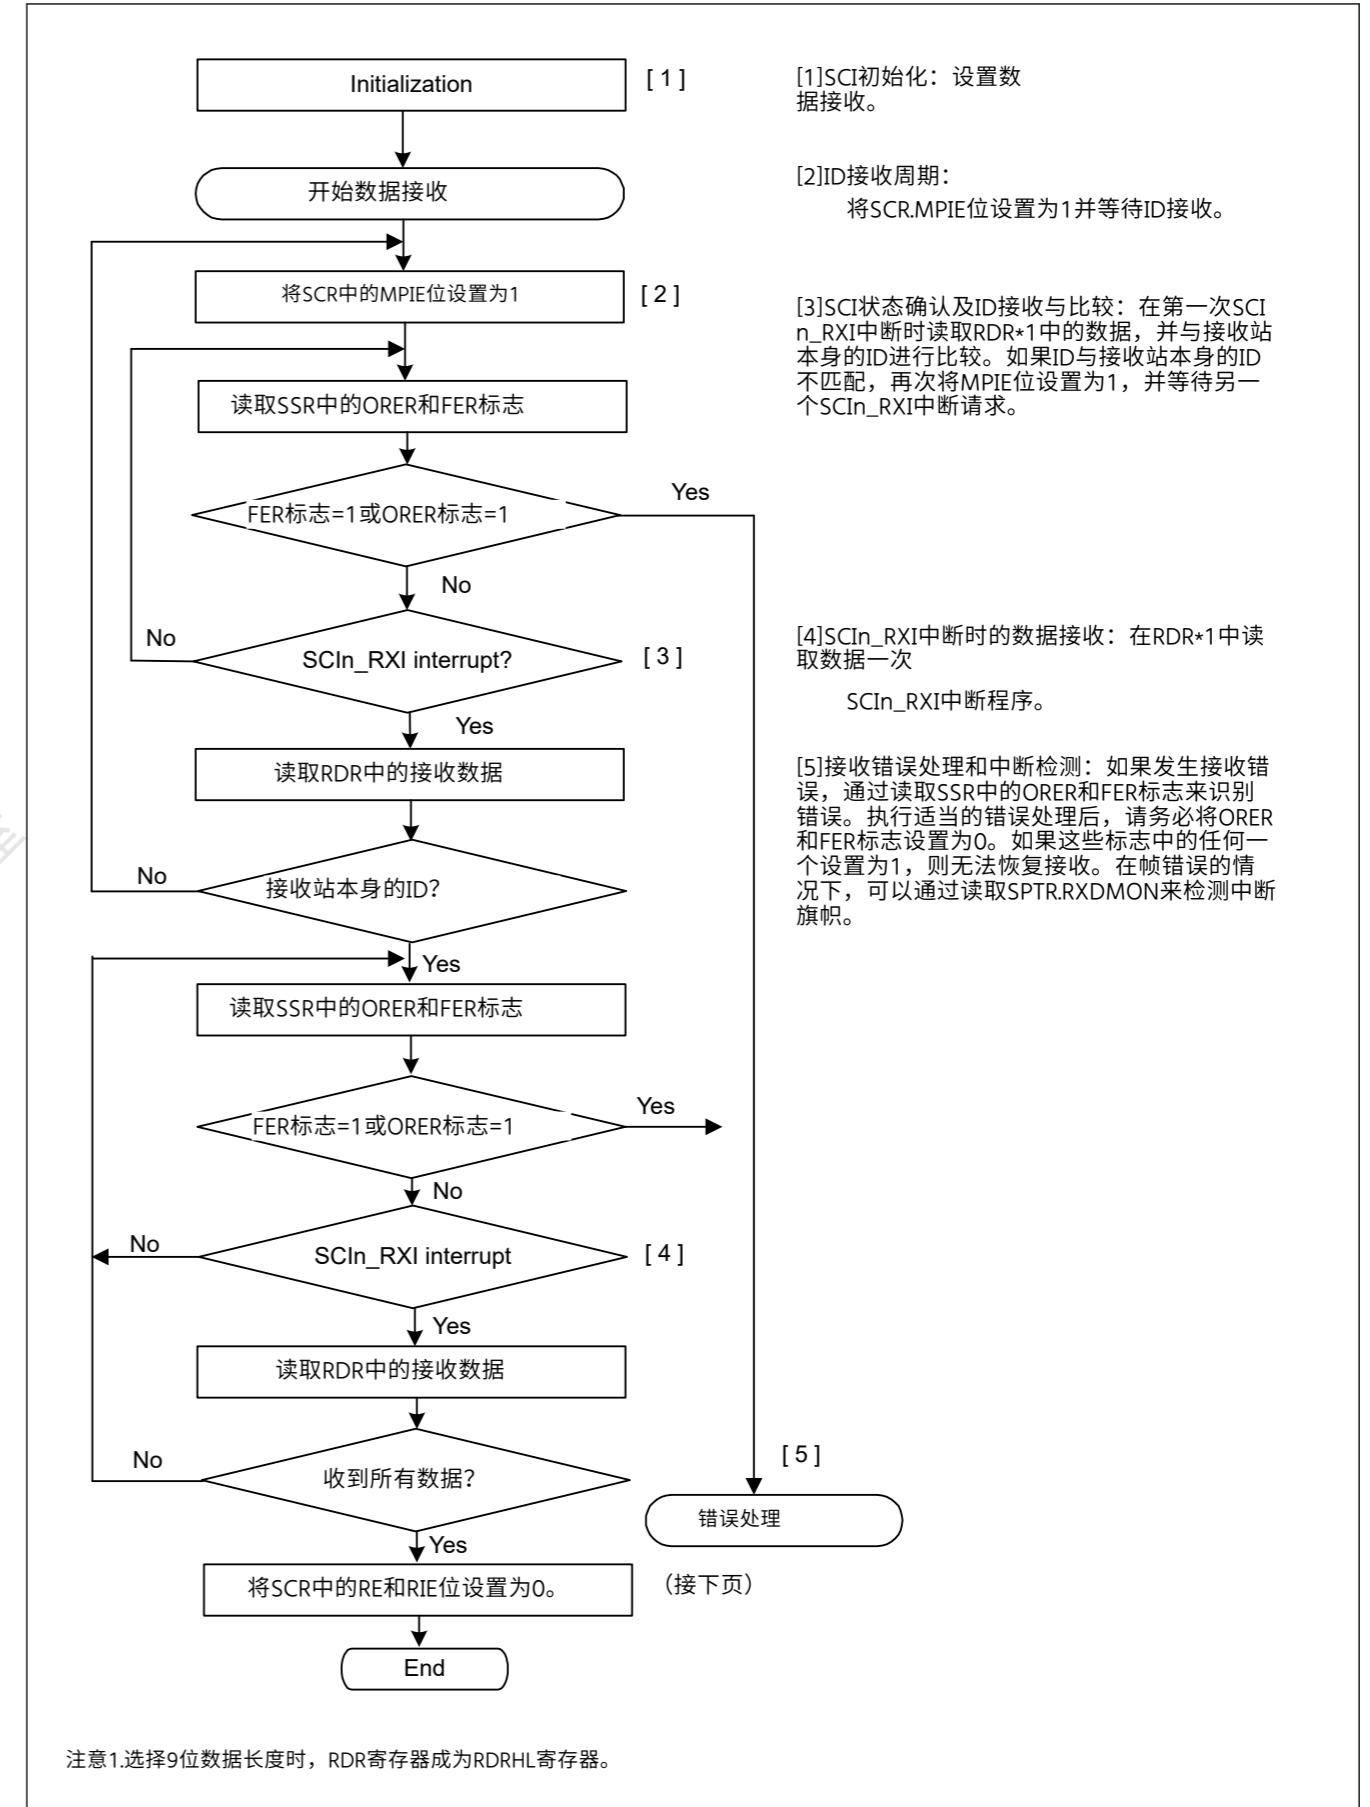 Initialization
[ 1 ]
[1]SCI初始化：设置数
据接收。
开始数据接收
[2]ID接收周期：
将SCR.MPIE位设置为1并等待ID接收。
将SCR中的MPIE位设置为1
[ 2 ]
[3]SCI状态确认及ID接收与比较：在第一次SCI
n_RXI中断时读取RDR*1中的数据，并与接收站
本身的ID进行比较。如果ID与接收站本身的ID
不匹配，再次将MPIE位设置为1，并等待另一
个SCIn_RXI中断请求。
读取SSR中的ORER和FER标志
FER标志=1或ORER标志=1
Yes
No
SCIn_RXI interrupt?
No
[ 3 ]
Yes
[4]SCIn_RXI中断时的数据接收：在RDR*1中读
取数据一次
SCIn_RXI中断程序。
读取RDR中的接收数据
[5]接收错误处理和中断检测：如果发生接收错
误，通过读取SSR中的ORER和FER标志来识别
错误。执行适当的错误处理后，请务必将ORER
和FER标志设置为0。如果这些标志中的任何一
个设置为1，则无法恢复接收。在帧错误的情
况下，可以通过读取SPTR.RXDMON来检测中断
旗帜。
No
接收站本身的ID？
Yes
读取SSR中的ORER和FER标志
FER标志=1或ORER标志=1
Yes
No
No
SCIn_RXI interrupt
[ 4 ]
Yes
读取RDR中的接收数据
No
收到所有数据？
[ 5 ]
错误处理
Yes
将SCR中的RE和RIE位设置为0。
（接下页）
End
注意1.选择9位数据长度时，RDR寄存器成为RDRHL寄存器。